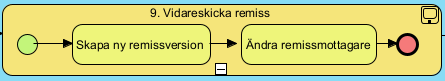 9. Vidareskicka remiss
Skapa ny remissversion
Ändra remissmottagare